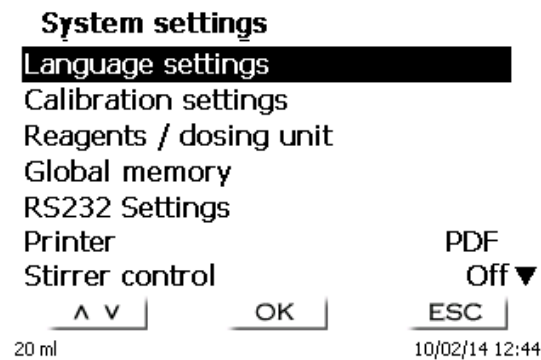 System settings
Language settings
Calibration settings
Reagents / dosing unit
Global memory
RS232 Settings
Printer PDF
Stirrer control Off ▼
∧ ∨ OK ESC
20 ml 10/02/14 12:44